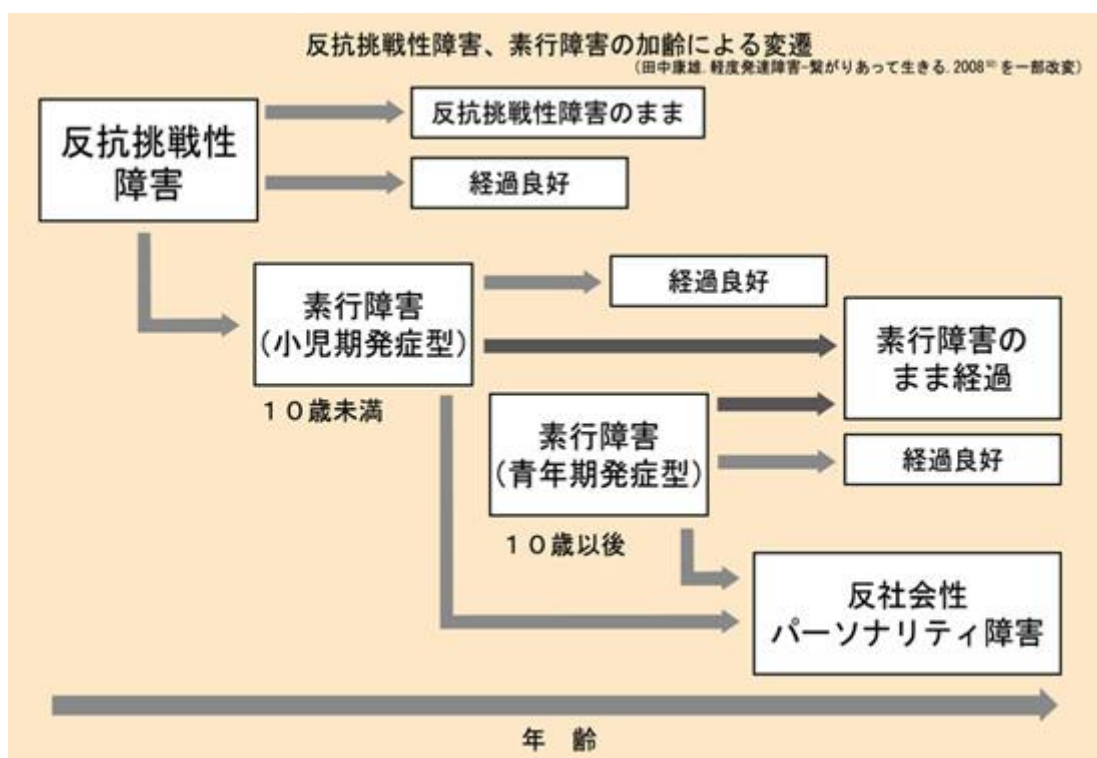 反抗挑戦性障害、素行障害の加齢による変遷
(田中康雄.軽度発達障害-繋がりあって生きる.2008 を一部改変)
反抗挑戦性
障害
反抗挑戦性障害のまま
経過良好
素行障害
(小児期発症型)
10歳未満
経過良好
素行障害の
まま経過
素行障害
(青年期発症型)
10歳以後
経過良好
反社会性
パーソナリティ障害
年 齢